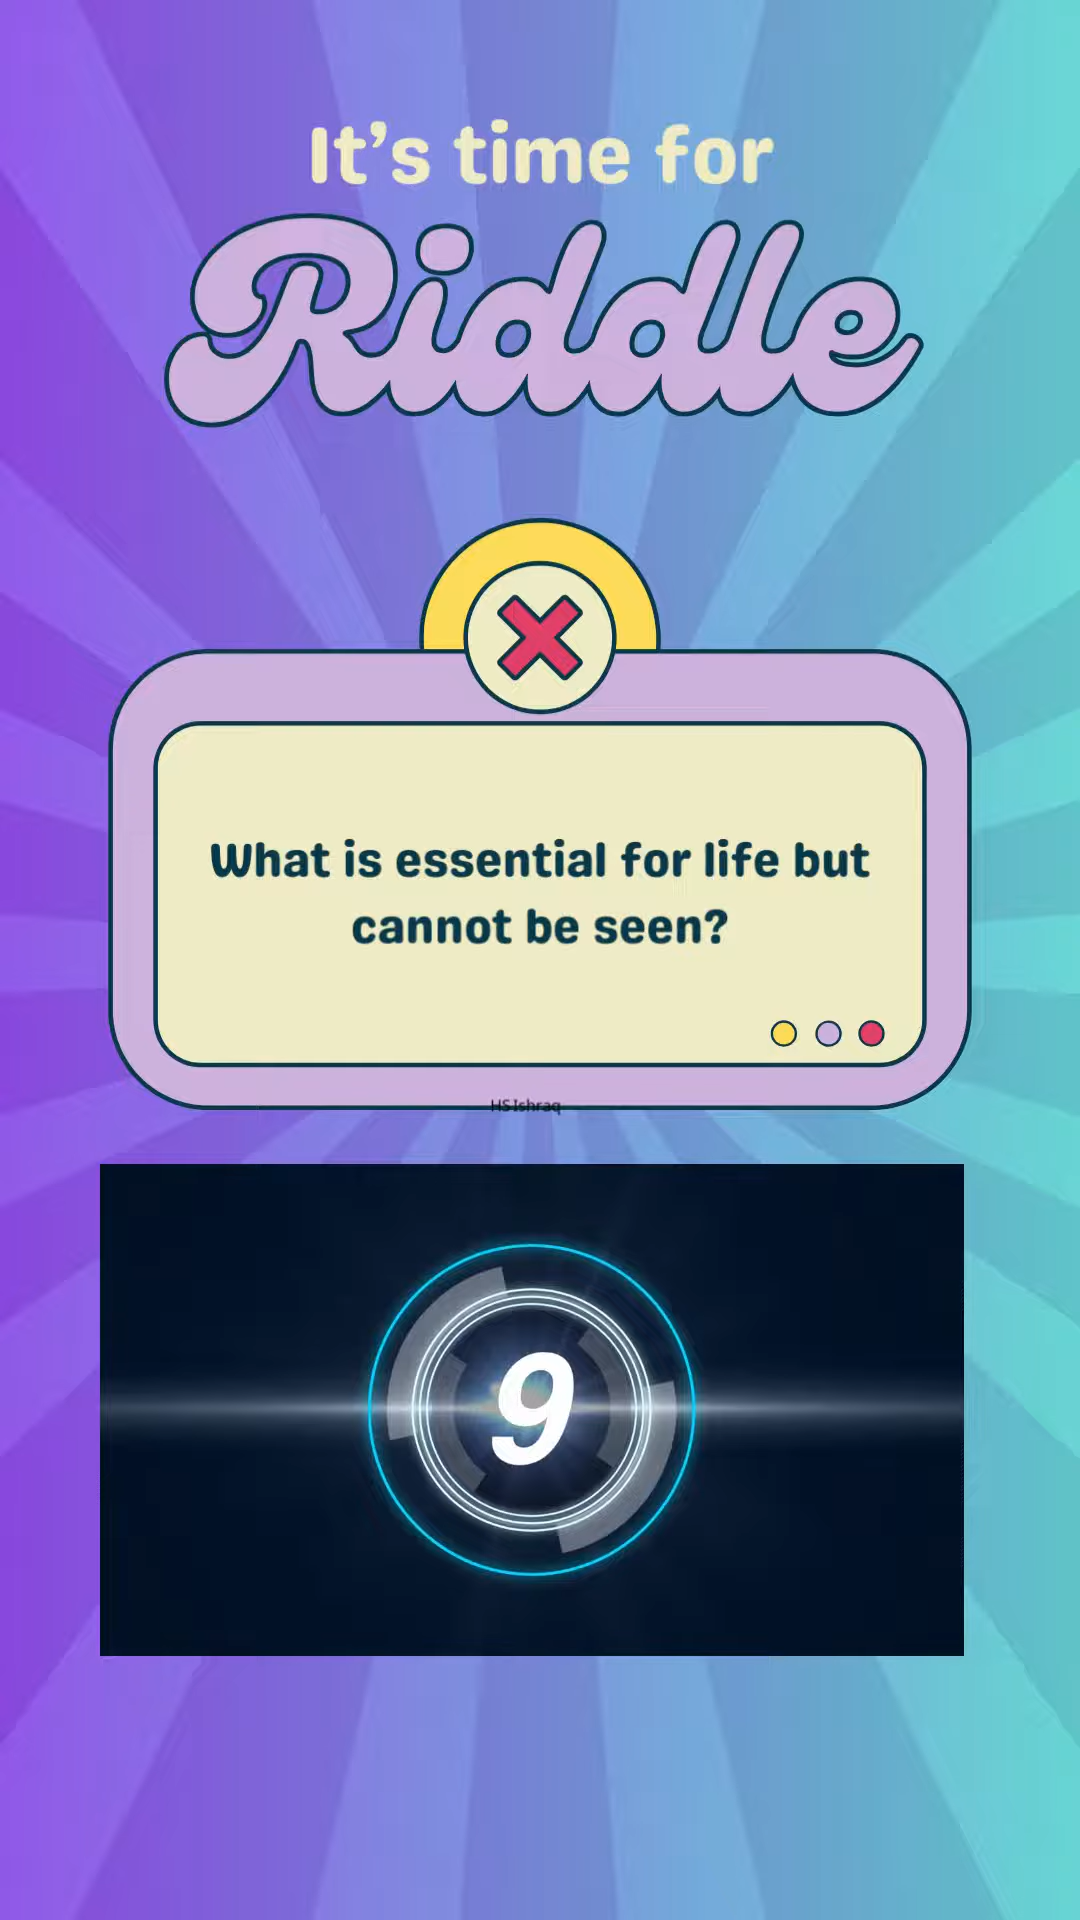 It’s time for
Riddle
What is essential for life but
cannot be seen?
HS Ishraq
9